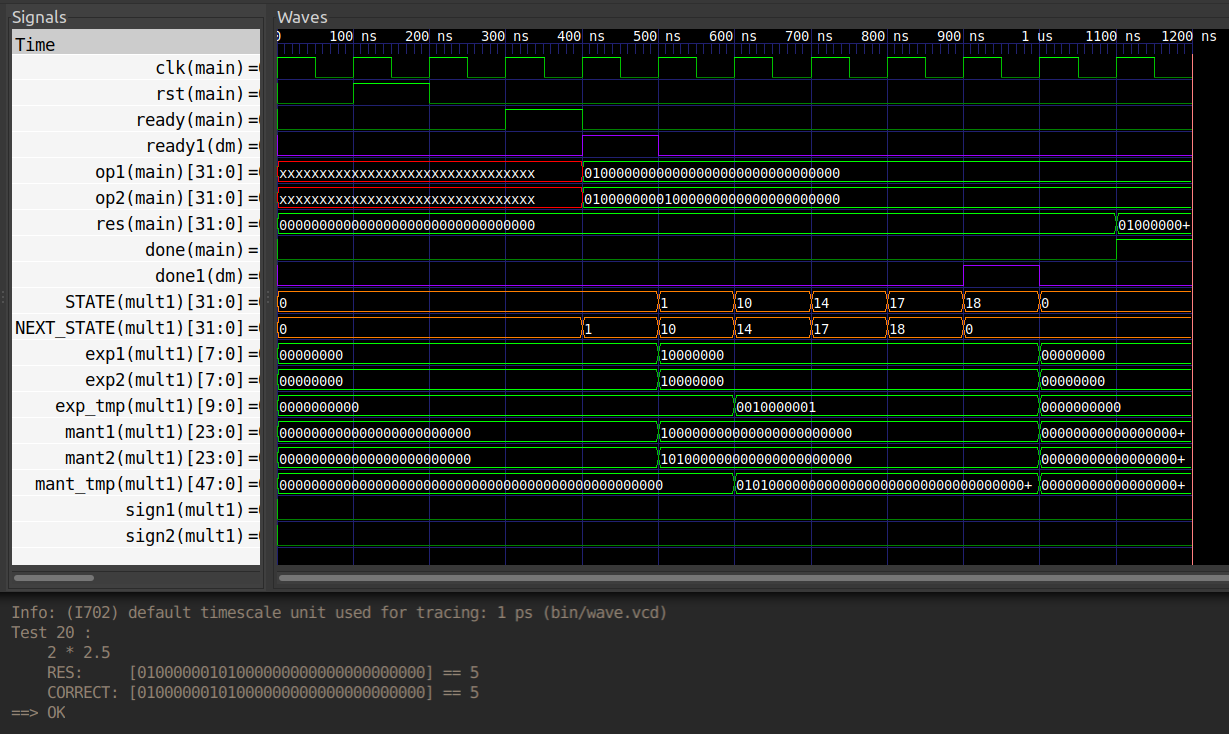 Signals
Waves
Time
0 100 ns 200 ns 300 ns 400 ns 500 ns 600 ns 700 ns 800 ns 900 ns 1 us 1100 ns 1200 ns
clk(main) =
rst(main) =
ready(main) =
ready1(dm) =
op1(main)[31:0] = xxxxxxxxxxxxxxxxxxxxxxxxxxxxxxxx 01000000000000000000000000000000
op2(main)[31:0] = xxxxxxxxxxxxxxxxxxxxxxxxxxxxxxxx 01000000001000000000000000000000
res(main)[31:0] = 00000000000000000000000000000000 01000000+
done(main) =
done1(dm) =
STATE(mult1)[31:0] = 0 1 10 14 17 18 0
NEXT_STATE(mult1)[31:0] = 0 1 10 14 17 18 0
exp1(mult1)[7:0] = 00000000 10000000 00000000
exp2(mult1)[7:0] = 00000000 10000000 00000000
exp_tmp(mult1)[9:0] = 0000000000 0010000001 0000000000
mant1(mult1)[23:0] = 000000000000000000000000 100000000000000000000000 00000000000000000+
mant2(mult1)[23:0] = 000000000000000000000000 101000000000000000000000 00000000000000000+
mant_tmp(mult1)[47:0] = 000000000000000000000000000000000000000000000000 010100000000000000000000000000000000+ 00000000000000000+
sign1(mult1) =
sign2(mult1) =
Info: (I702) default timescale unit used for tracing: 1 ps (bin/wave.vcd)
Test 20 :
2 * 2.5
RES: [01000000101000000000000000000000] == 5
CORRECT: [01000000101000000000000000000000] == 5
==> OK